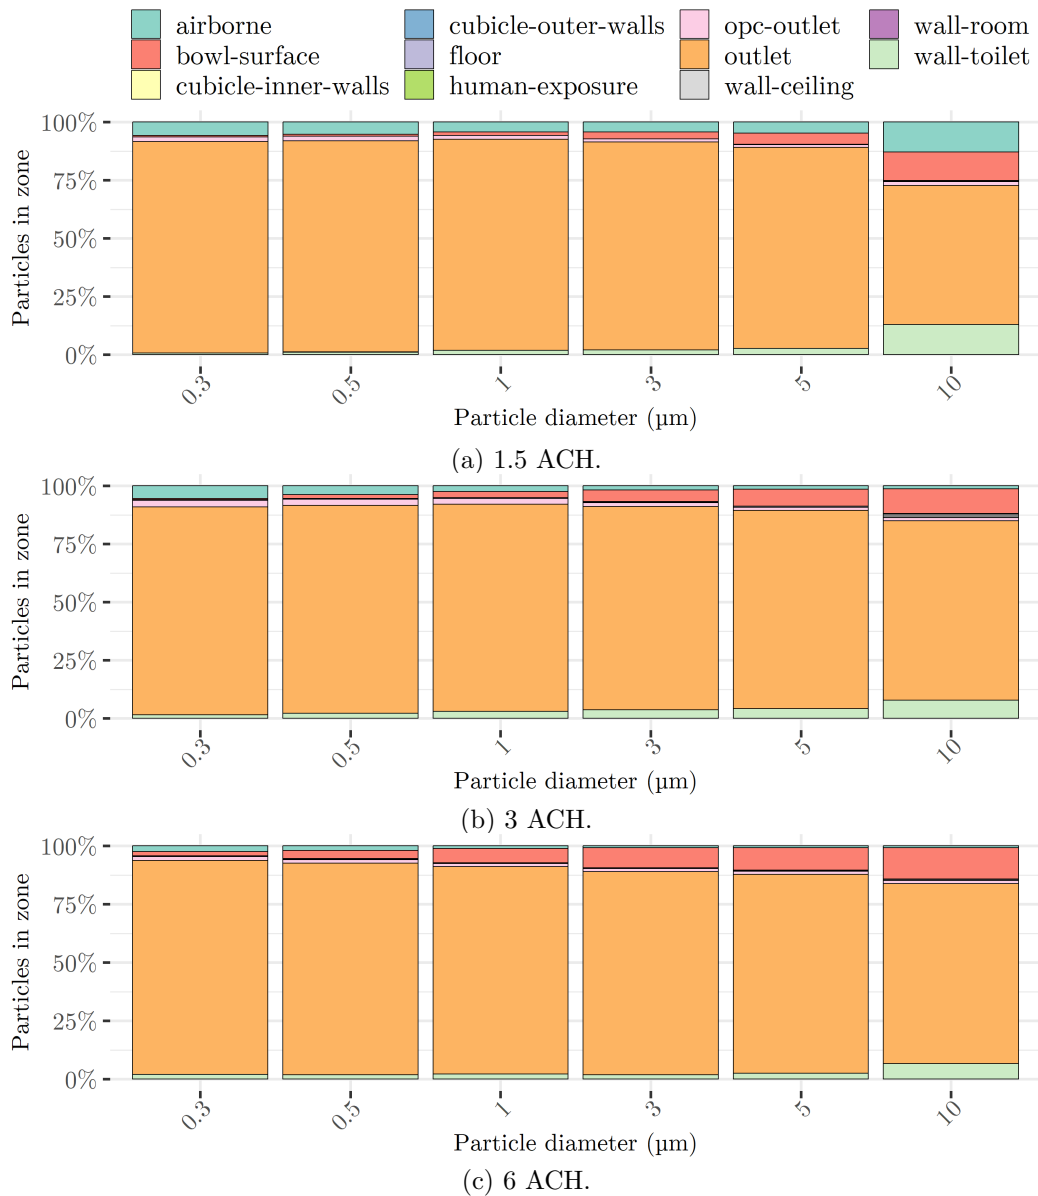 airborne cubicle-outer-walls opc-outlet wall-room
bowl-surface floor outlet wall-toilet
cubicle-inner-walls human-exposure wall-ceiling
100%
75%
50%
25%
0%
Particles in zone
0.3 0.5 1 3 5 10
Particle diameter (µm)
(a) 1.5 ACH.
100%
75%
50%
25%
0%
Particles in zone
0.3 0.5 1 3 5 10
Particle diameter (µm)
(b) 3 ACH.
100%
75%
50%
25%
0%
Particles in zone
0.3 0.5 1 3 5 10
Particle diameter (µm)
(c) 6 ACH.